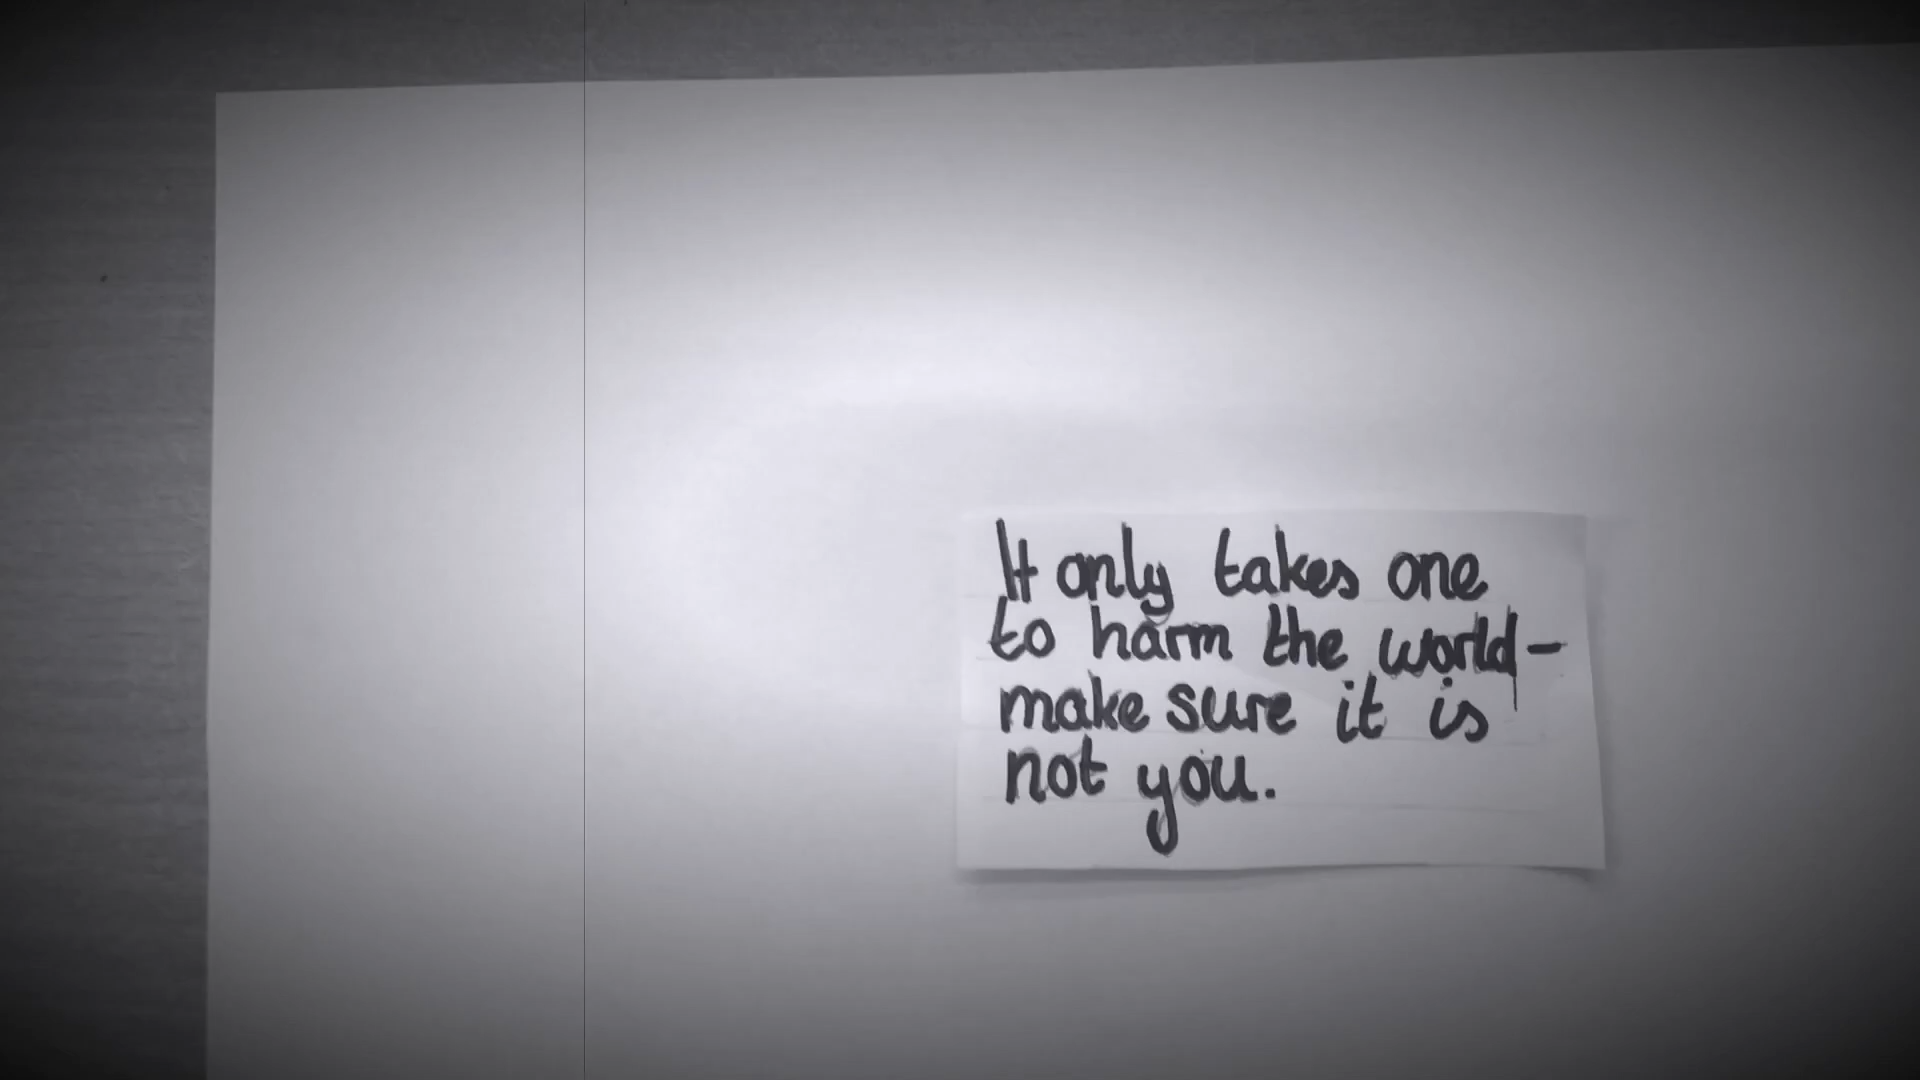 It only takes one
to harm the world -
make sure it is
not you.